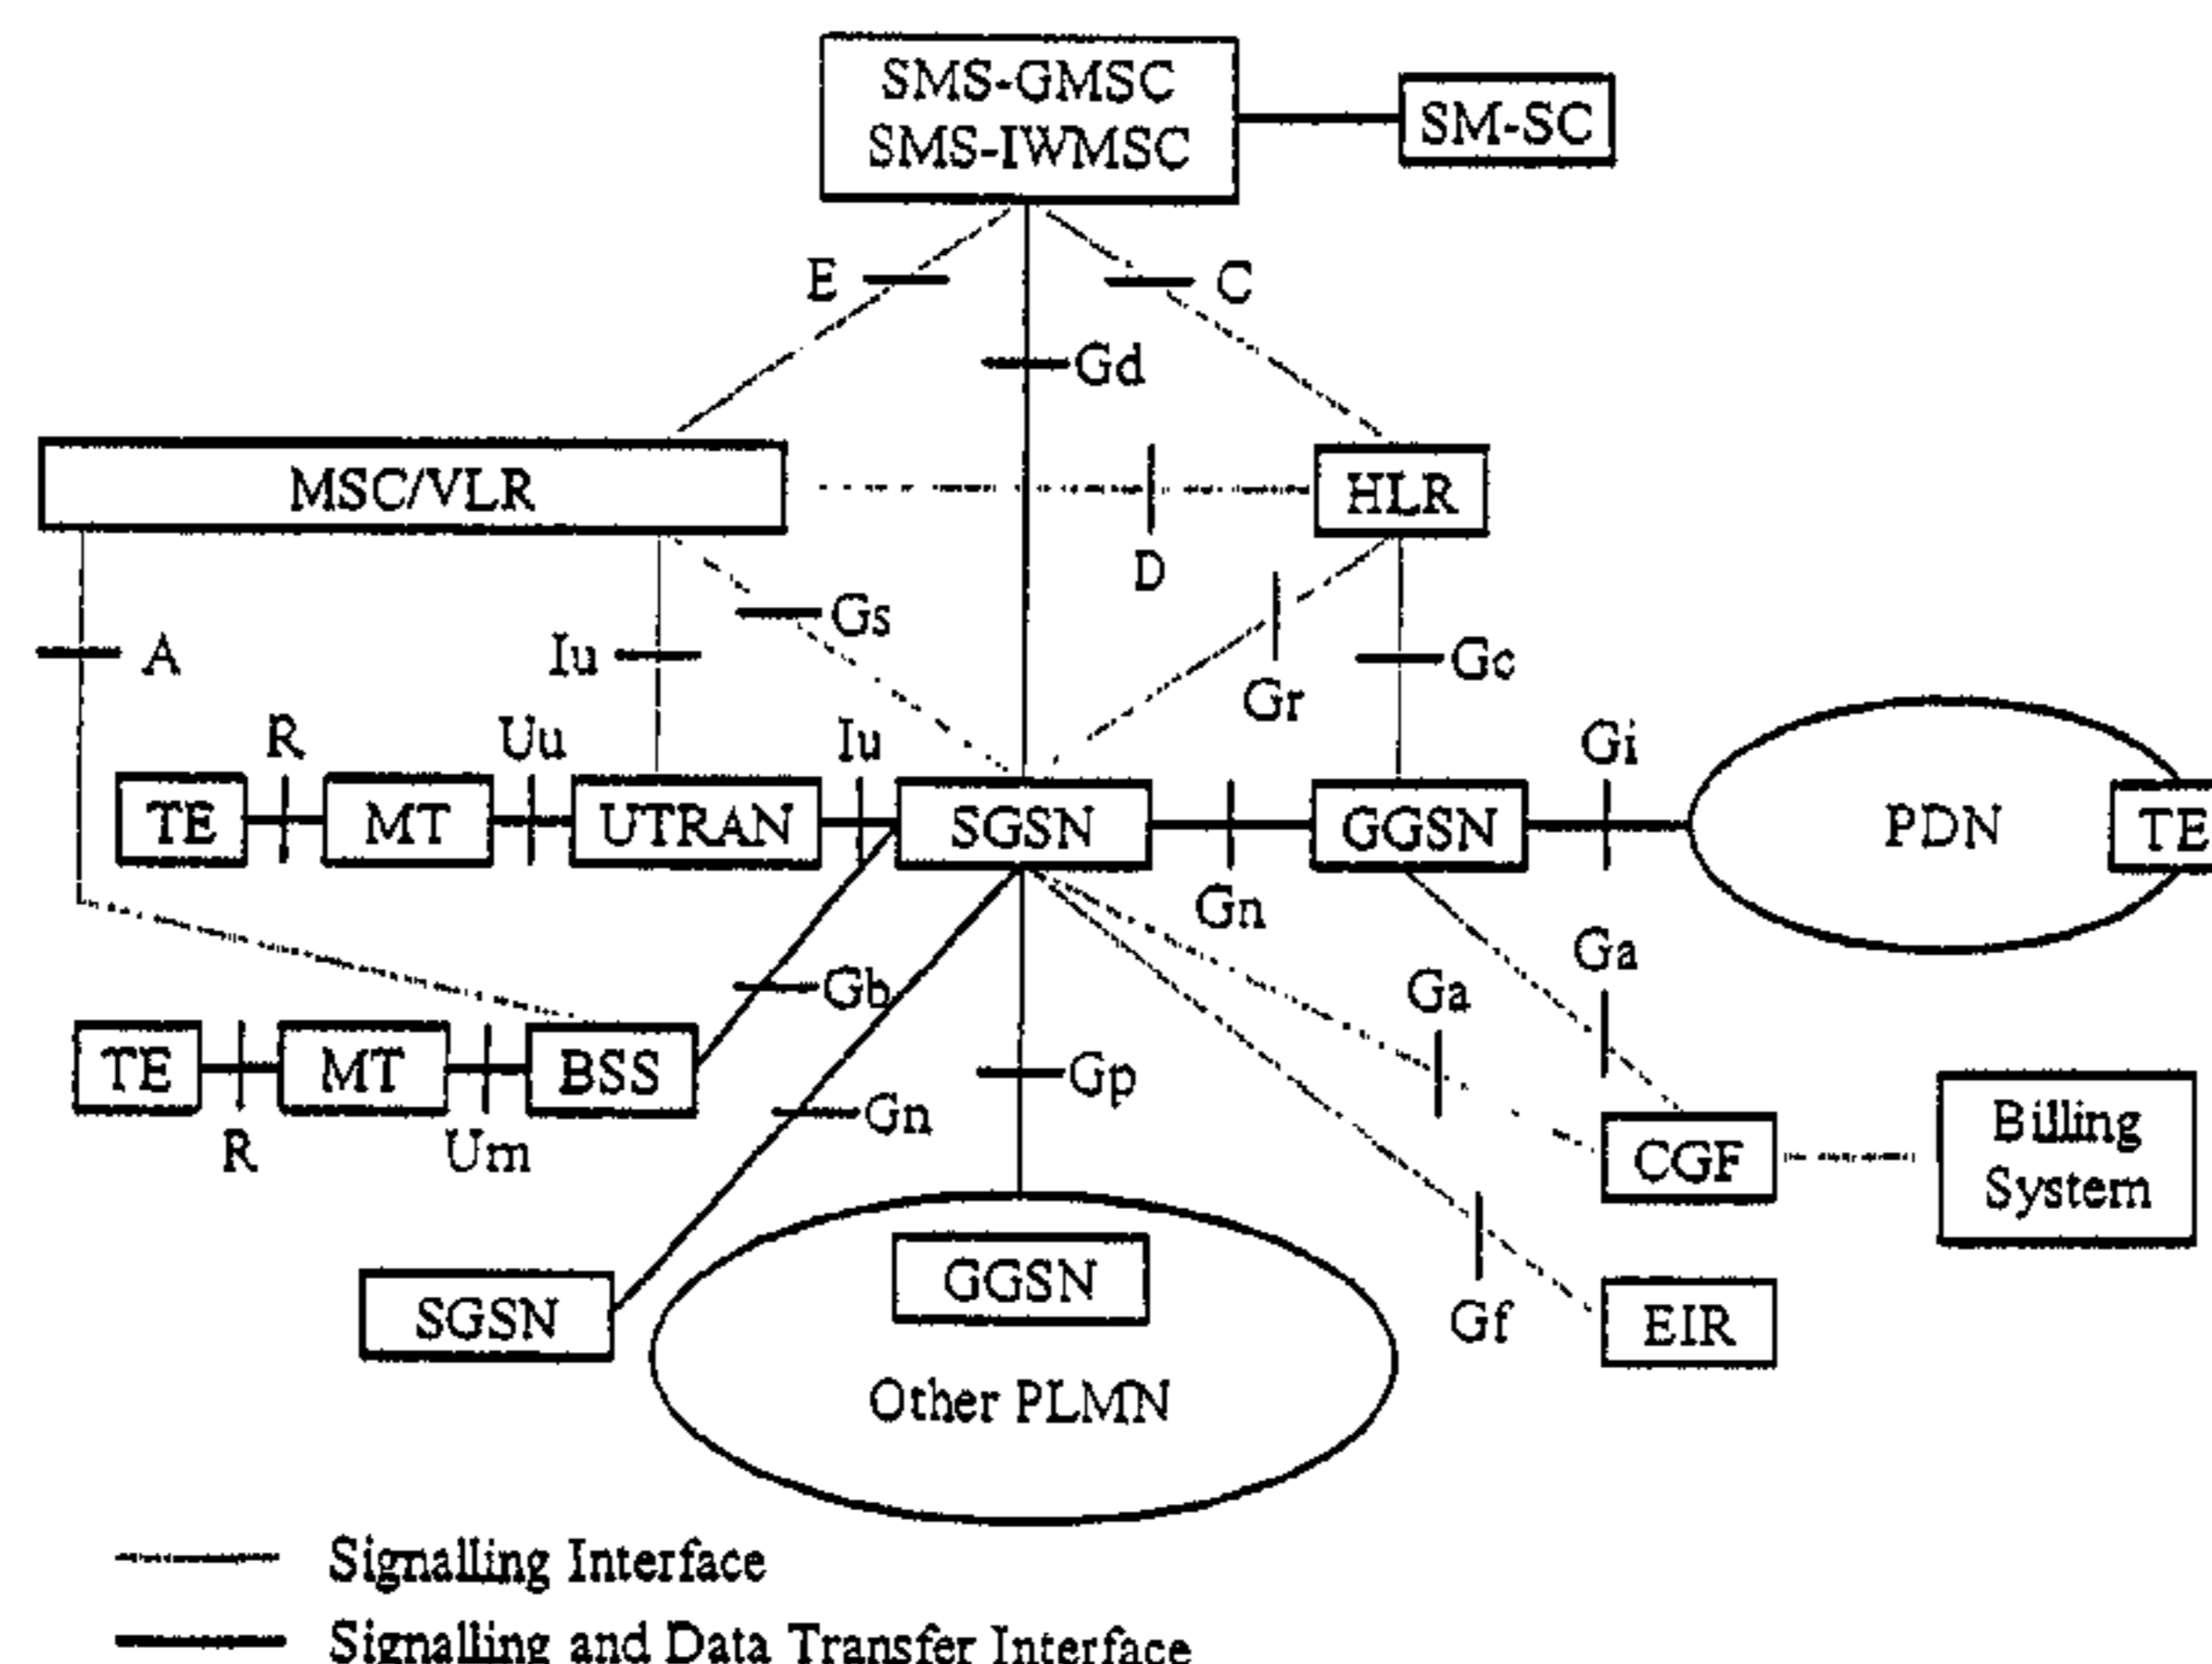 SMS-GMSC
SMS-IWMSC
SM-SC
E
C
Gd
MSC/VLR
HLR
D
Gs
A
Iu
Gr
Gc
R
Uu
Iu
Gi
TE
MT
UTRAN
SGSN
GGSN
PDN
TE
Gn
Ga
Gb
Ga
TE
MT
BSS
Gp
R
Um
Gn
CGF
Billing
System
SGSN
GGSN
Gf
EIR
Other PLMN
Signalling Interface
Signalling and Data Transfer Interface